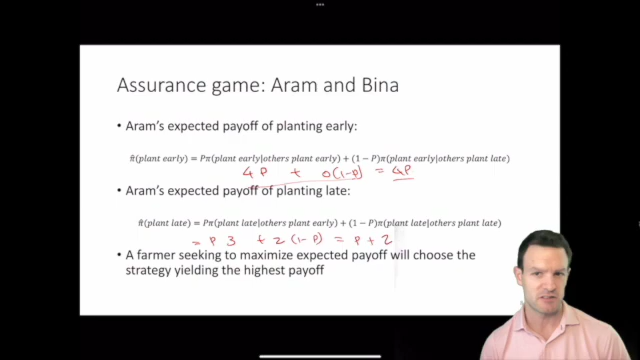 Assurance game: Aram and Bina
• Aram's expected payoff of planting early:
π̂(plant early) = Pπ(plant early|others plant early) + (1 − P)π(plant early|others plant late)
4P + 0(1-P) = 4P
• Aram's expected payoff of planting late:
π̂(plant late) = Pπ(plant late|others plant early) + (1 − P)π(plant late|others plant late)
= P 3 + 2 (1 - P) = P + 2
• A farmer seeking to maximize expected payoff will choose the
strategy yielding the highest payoff